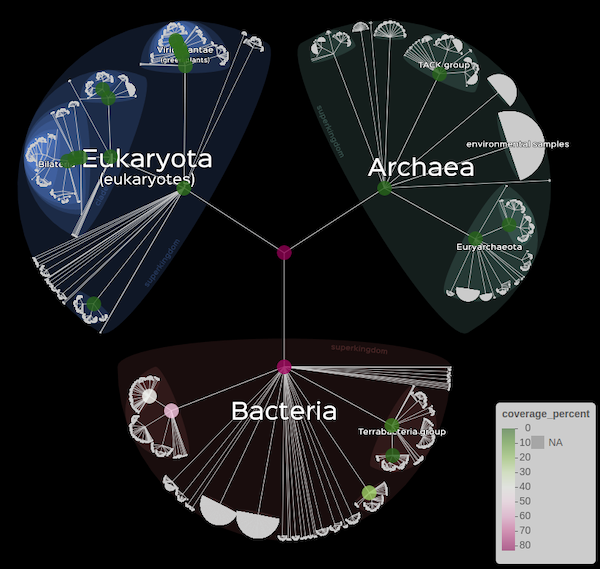 Viridiplantae
(green plants)
TACK group
superkingdom
environmental samples
Eukaryota
(eukaryotes)
Archaea
Euryarchaeota
superkingdom
superkingdom
Bacteria
Terrabacteria group
coverage_percent
0
10
20
30
40
50
60
70
80
NA